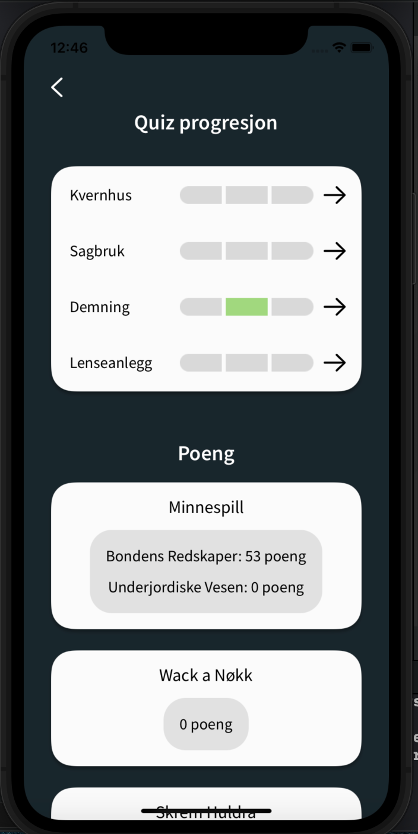 12:46
Quiz progresjon
Kvernhus
Sagbruk
Demning
Lenseanlegg
Poeng
Minnespill
Bondens Redskaper: 53 poeng
Underjordiske Vesen: 0 poeng
Wack a Nøkk
0 poeng
Skrem Huldra